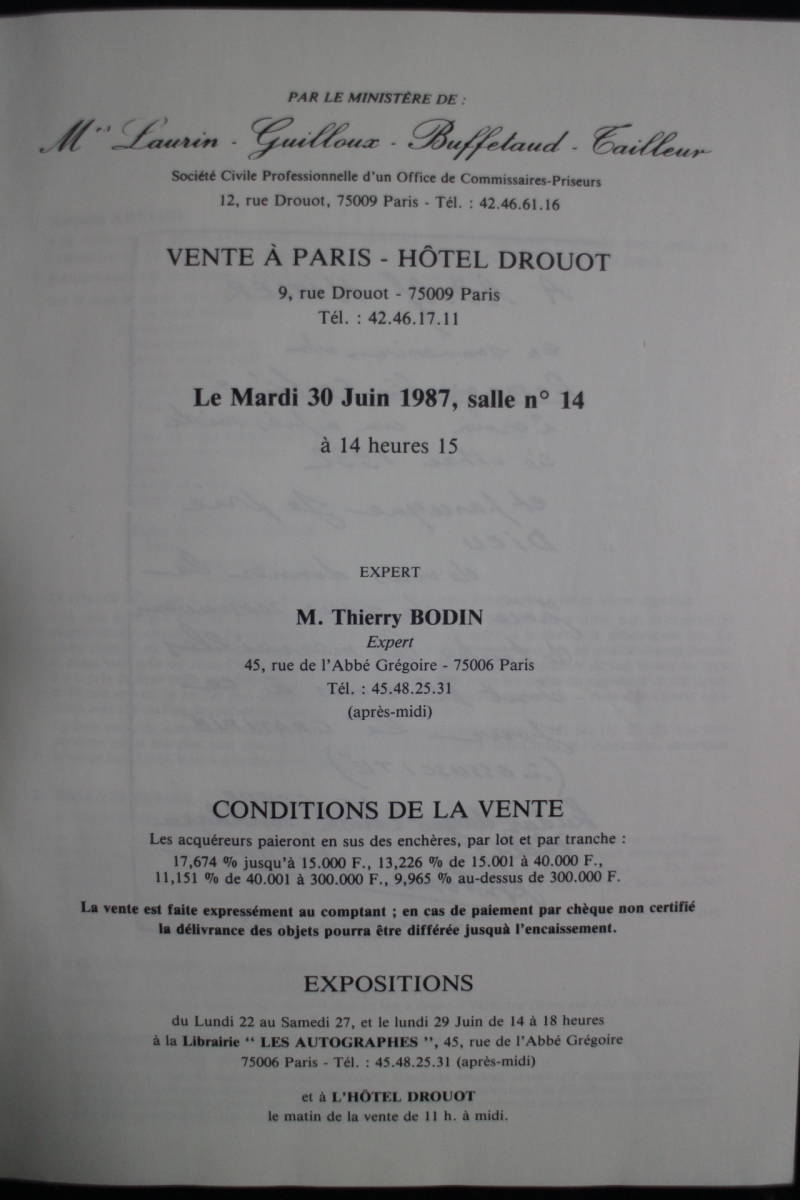 PAR LE MINISTÈRE DE :
Mes Laurin - Guilloux - Buffetaud - Tailleur
Société Civile Professionnelle d'un Office de Commissaires-Priseurs
12, rue Drouot, 75009 Paris - Tél. : 42.46.61.16
VENTE À PARIS - HÔTEL DROUOT
9, rue Drouot - 75009 Paris
Tél. : 42.46.17.11
Le Mardi 30 Juin 1987, salle n° 14
à 14 heures 15
EXPERT
M. Thierry BODIN
Expert
45, rue de l'Abbé Grégoire - 75006 Paris
Tél. : 45.48.25.31
(après-midi)
CONDITIONS DE LA VENTE
Les acquéreurs paieront en sus des enchères, par lot et par tranche :
17,674 % jusqu'à 15.000 F., 13,226 % de 15.001 à 40.000 F.,
11,151 % de 40.001 à 300.000 F., 9,965 % au-dessus de 300.000 F.
La vente est faite expressément au comptant ; en cas de paiement par chèque non certifié
la délivrance des objets pourra être différée jusquà l'encaissement.
EXPOSITIONS
du Lundi 22 au Samedi 27, et le lundi 29 Juin de 14 à 18 heures
à la Librairie “ LES AUTOGRAPHES ”, 45, rue de l'Abbé Grégoire
75006 Paris - Tél. : 45.48.25.31 (après-midi)
et à L'HÔTEL DROUOT
le matin de la vente de 11 h. à midi.